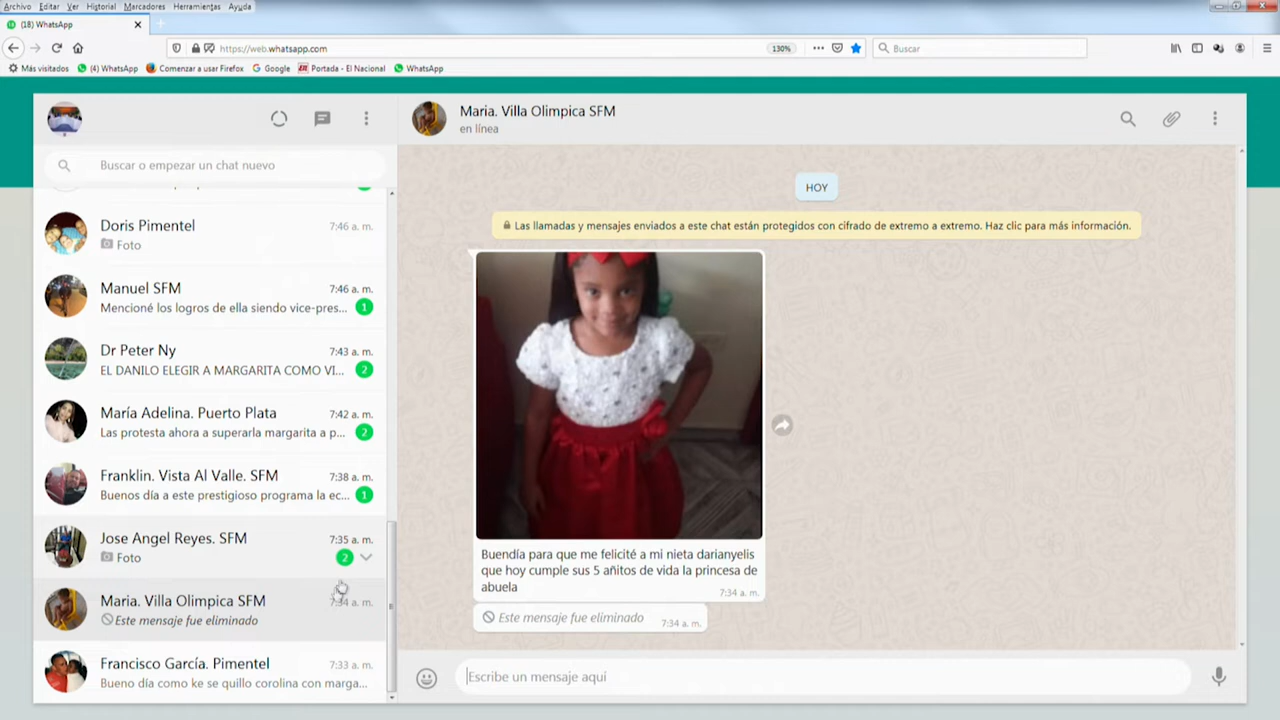 Archivo Editar Ver Historial Marcadores Herramientas Ayuda
(18) WhatsApp
https://web.whatsapp.com
130%
Buscar
Más visitados
(4) WhatsApp
Comenzar a usar Firefox
Google
Portada - El Nacional
WhatsApp
Buscar o empezar un chat nuevo
Doris Pimentel
7:46 a. m.
Foto
Manuel SFM
7:46 a. m.
Mencioné los logros de ella siendo vice-pres...
1
Dr Peter Ny
7:43 a. m.
EL DANILO ELEGIR A MARGARITA COMO VI...
2
María Adelina. Puerto Plata
7:42 a. m.
Las protesta ahora a superarla margarita a p...
2
Franklin. Vista Al Valle. SFM
7:38 a. m.
Buenos día a este prestigioso programa la ec...
1
Jose Angel Reyes. SFM
7:35 a. m.
Foto
2
Maria. Villa Olimpica SFM
7:34 a. m.
Este mensaje fue eliminado
Francisco García. Pimentel
7:33 a. m.
Bueno día como ke se quillo corolina con marga...
Maria. Villa Olimpica SFM
en línea
HOY
Las llamadas y mensajes enviados a este chat están protegidos con cifrado de extremo a extremo. Haz clic para más información.
Buendía para que me felicité a mi nieta darianyelis
que hoy cumple sus 5 añitos de vida la princesa de
abuela
7:34 a. m.
Este mensaje fue eliminado
7:34 a. m.
Escribe un mensaje aquí